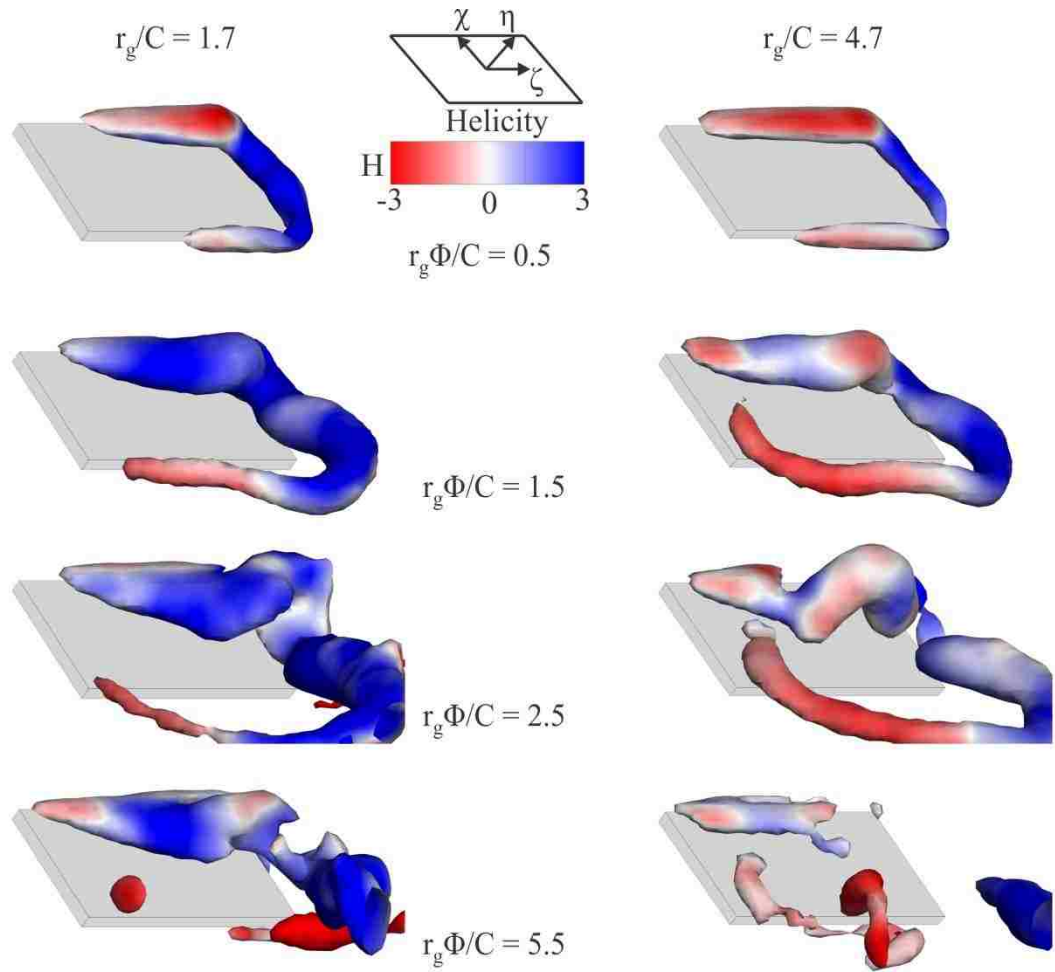 r_g/C = 1.7
χ η
r_g/C = 4.7
ζ
Helicity
H
-3 0 3
r_gΦ/C = 0.5
r_gΦ/C = 1.5
r_gΦ/C = 2.5
r_gΦ/C = 5.5